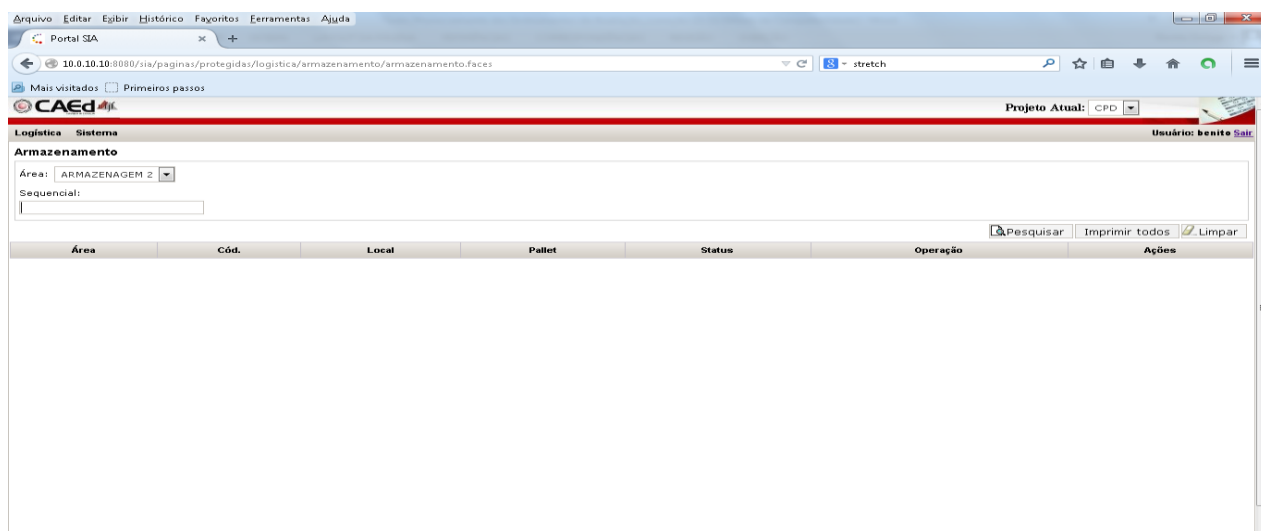 Arquivo Editar Exibir Histórico Favoritos Ferramentas Ajuda
Portal SIA
10.0.10.10:8080/sia/paginas/protegidas/logistica/armazenamento/armazenamento.faces
stretch
Mais visitados Primeiros passos
CAEd
Projeto Atual: CPD
Logística Sistema
Usuário: benito Sair
Armazenamento
Área: ARMAZENAGEM 2
Sequencial:
Pesquisar Imprimir todos Limpar
Área Cód. Local Pallet Status Operação Ações